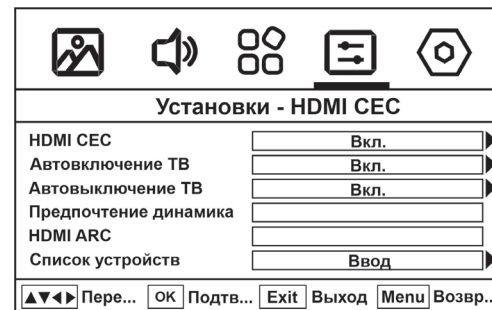 Установки - HDMI CEC
HDMI CEC Вкл.
Автовключение ТВ Вкл.
Автовыключение ТВ Вкл.
Предпочтение динамика
HDMI ARC
Список устройств Ввод
▲▼◀▶ Пере... OK Подтв... Exit Выход Menu Возвр..